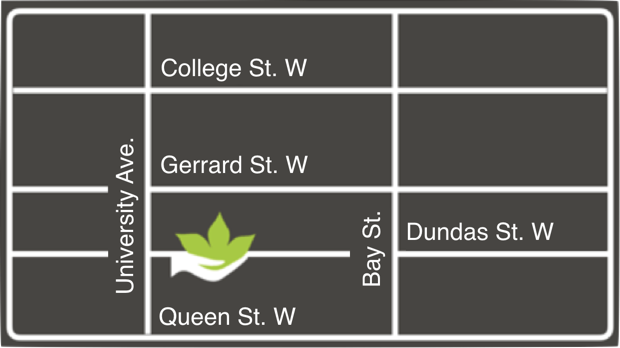 College St. W
Gerrard St. W
University Ave.
Bay St.
Dundas St. W
Queen St. W